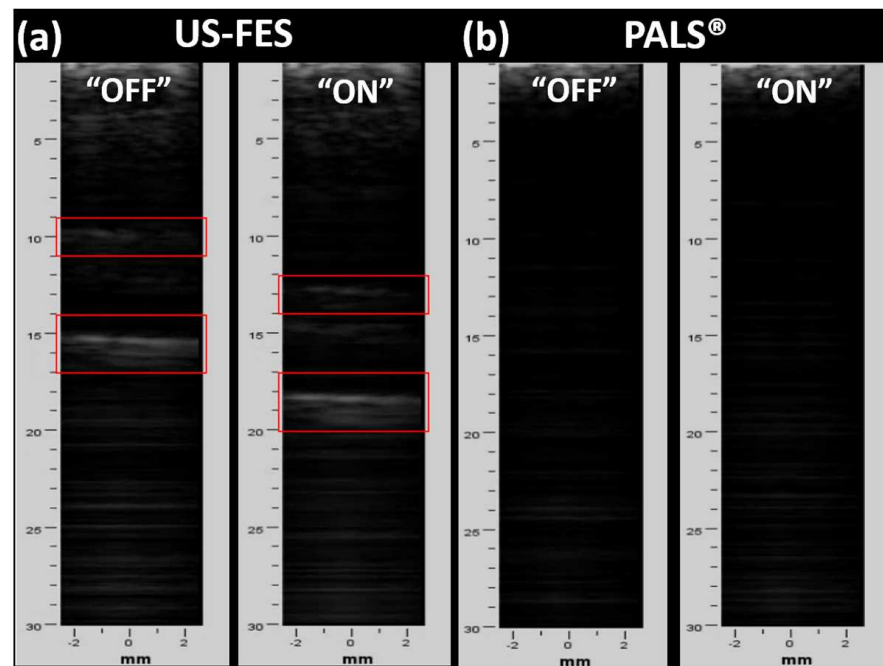 (a) US-FES (b) PALS®
“OFF” “ON” “OFF” “ON”
5 5 5 5
10 10 10 10
15 15 15 15
20 20 20 20
25 25 25 25
30 30 30 30
-2 0 2 -2 0 2 -2 0 2 -2 0 2
mm mm mm mm